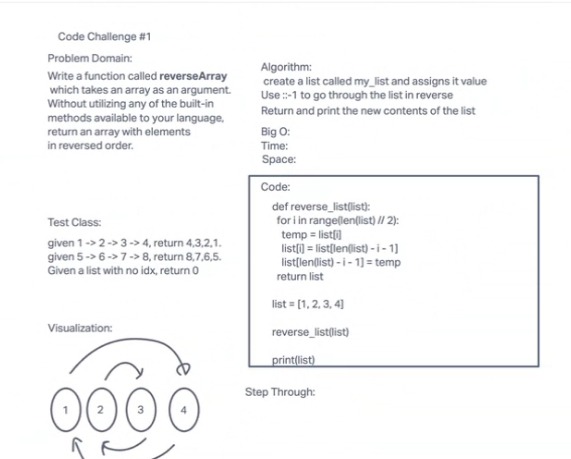 Code Challenge #1
Problem Domain:
Write a function called reverseArray
which takes an array as an argument.
Without utilizing any of the built-in
methods available to your language,
return an array with elements
in reversed order.
Algorithm:
create a list called my_list and assigns it value
Use ::-1 to go through the list in reverse
Return and print the new contents of the list
Big O:
Time:
Space:
Code:
def reverse_list(list):
for i in range(len(list) // 2):
temp = list[i]
list[i] = list[len(list) - i - 1]
list[len(list) - i - 1] = temp
return list
list = [1, 2, 3, 4]
reverse_list(list)
print(list)
Test Class:
given 1 -> 2 -> 3 -> 4, return 4,3,2,1.
given 5 -> 6 -> 7 -> 8, return 8,7,6,5.
Given a list with no idx, return 0
Visualization:
1 2 3 4
Step Through: